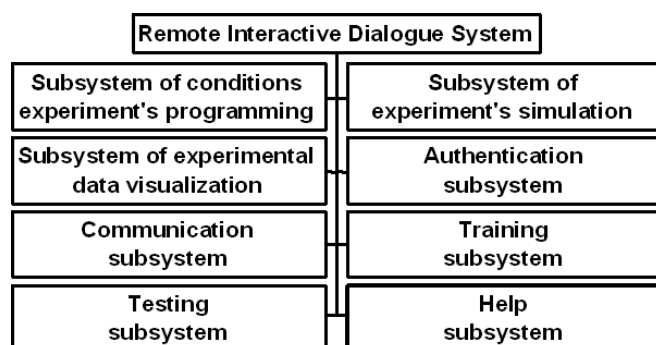 Remote Interactive Dialogue System
Subsystem of conditions
experiment's programming
Subsystem of
experiment's simulation
Subsystem of experimental
data visualization
Authentication
subsystem
Communication
subsystem
Training
subsystem
Testing
subsystem
Help
subsystem